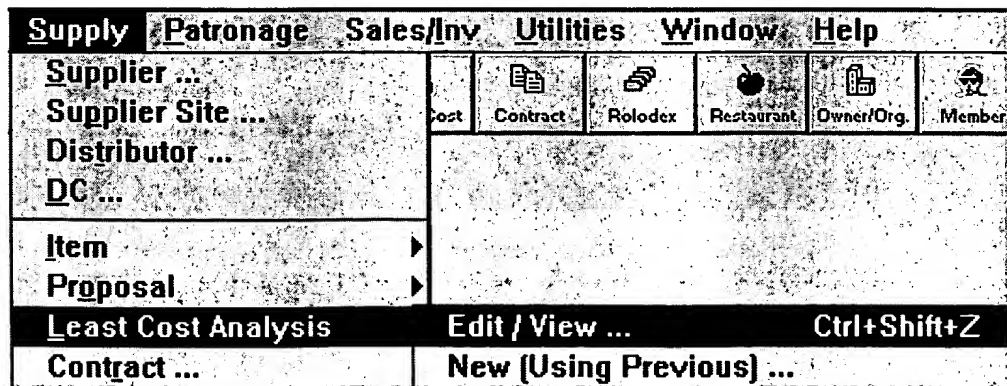 Supply Patronage Sales/Inv Utilities Window Help
Supplier ...
Supplier Site ...
Distributor ...
DC ...
Cost Contract Rolodex Restaurant Owner/Org. Member
Item
Proposal
Least Cost Analysis Edit / View ... Ctrl+Shift+Z
Contract ... New (Using Previous) ...